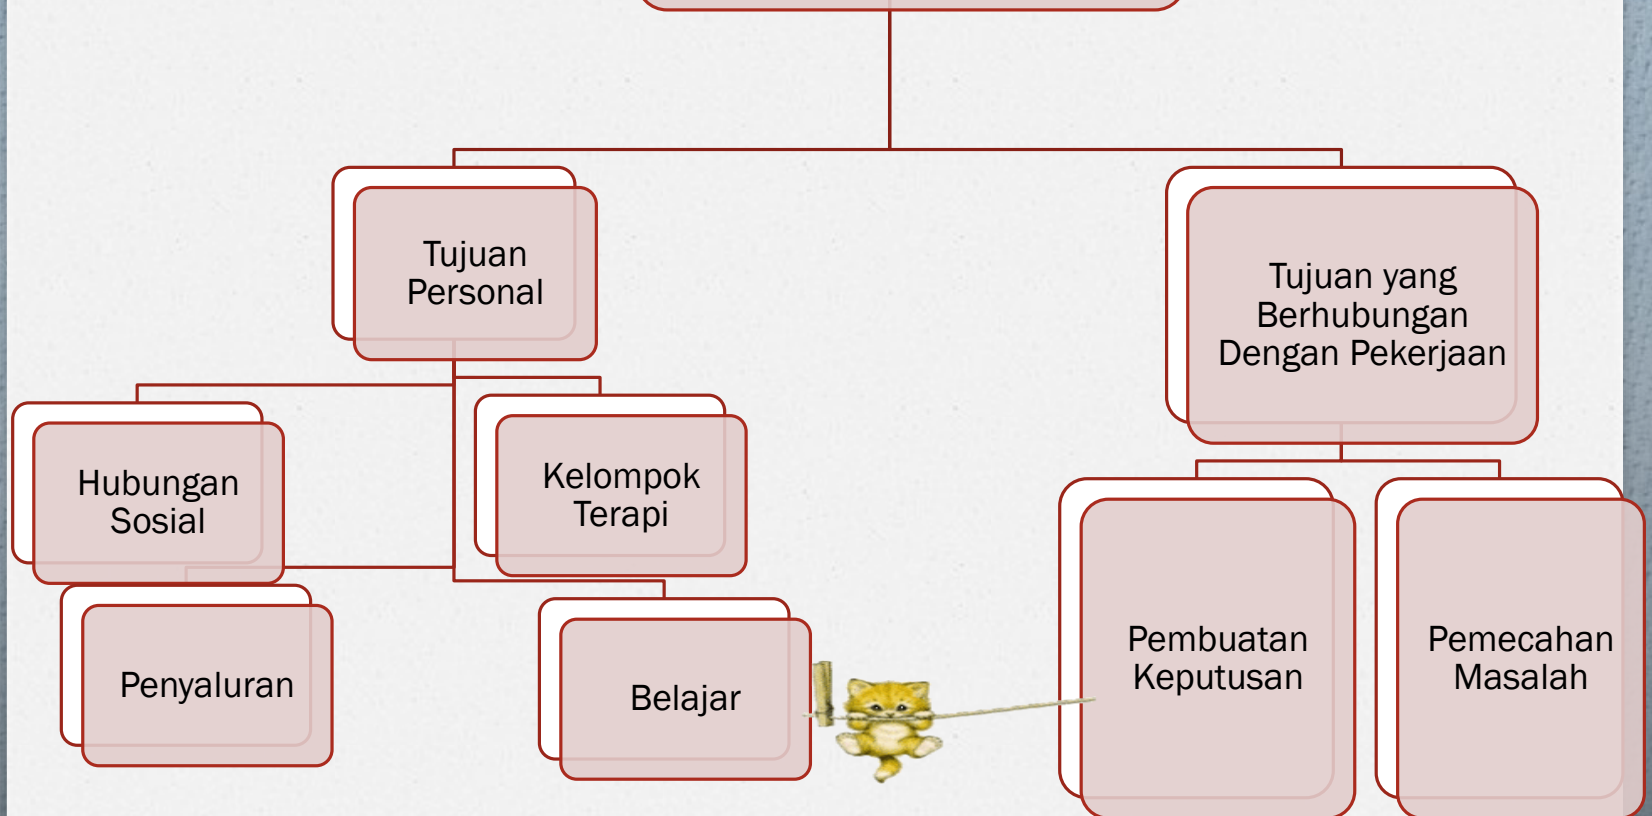 Tujuan
Personal
Tujuan yang
Berhubungan
Dengan Pekerjaan
Hubungan
Sosial
Kelompok
Terapi
Penyaluran
Belajar
Pembuatan
Keputusan
Pemecahan
Masalah